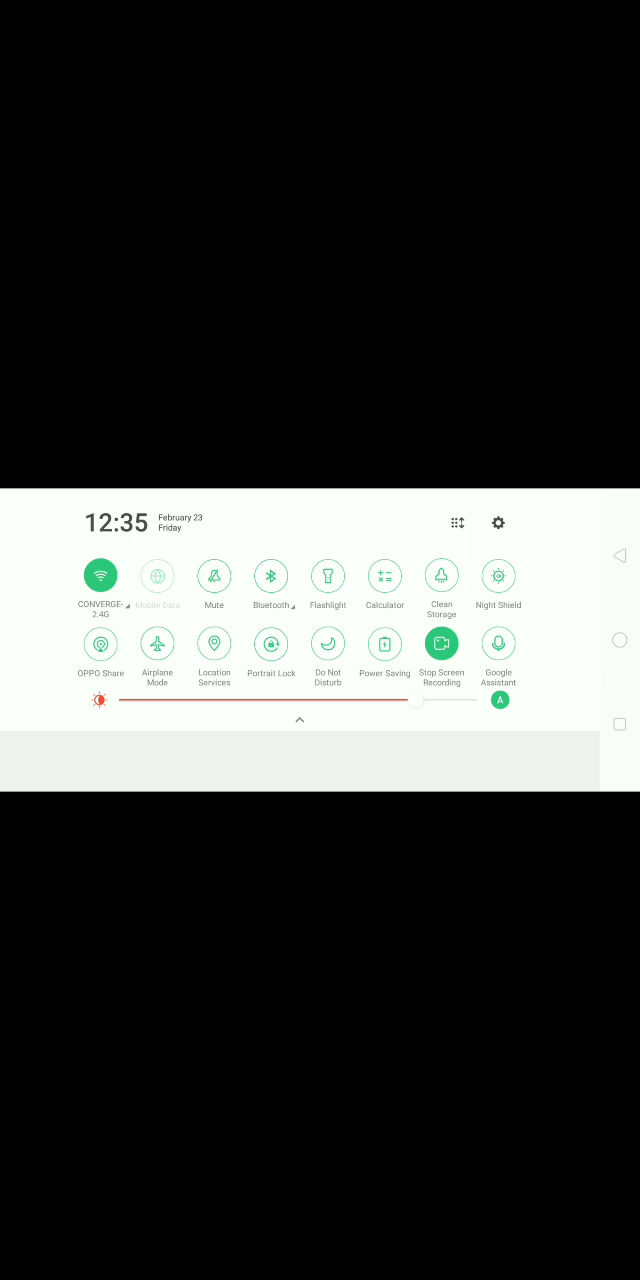 12:35
February 23
Friday
CONVERGE-
2.4G
Mobile Data
Mute
Bluetooth
Flashlight
Calculator
Clean
Storage
Night Shield
OPPO Share
Airplane
Mode
Location
Services
Portrait Lock
Do Not
Disturb
Power Saving
Stop Screen
Recording
Google
Assistant
A